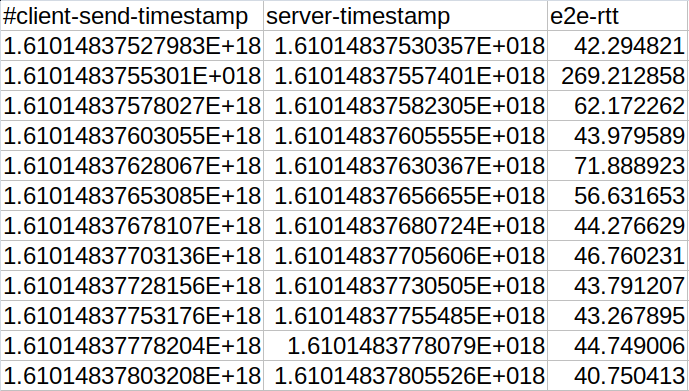 #client-send-timestamp server-timestamp e2e-rtt
1.61014837527983E+18 1.61014837530357E+018 42.294821
1.6101483755301E+018 1.61014837557401E+018 269.212858
1.61014837578027E+18 1.61014837582305E+018 62.172262
1.61014837603055E+18 1.61014837605555E+018 43.979589
1.61014837628067E+18 1.61014837630367E+018 71.888923
1.61014837653085E+18 1.61014837656655E+018 56.631653
1.61014837678107E+18 1.61014837680724E+018 44.276629
1.61014837703136E+18 1.61014837705606E+018 46.760231
1.61014837728156E+18 1.61014837730505E+018 43.791207
1.61014837753176E+18 1.61014837755485E+018 43.267895
1.61014837778204E+18 1.6101483778079E+018 44.749006
1.61014837803208E+18 1.61014837805526E+018 40.750413